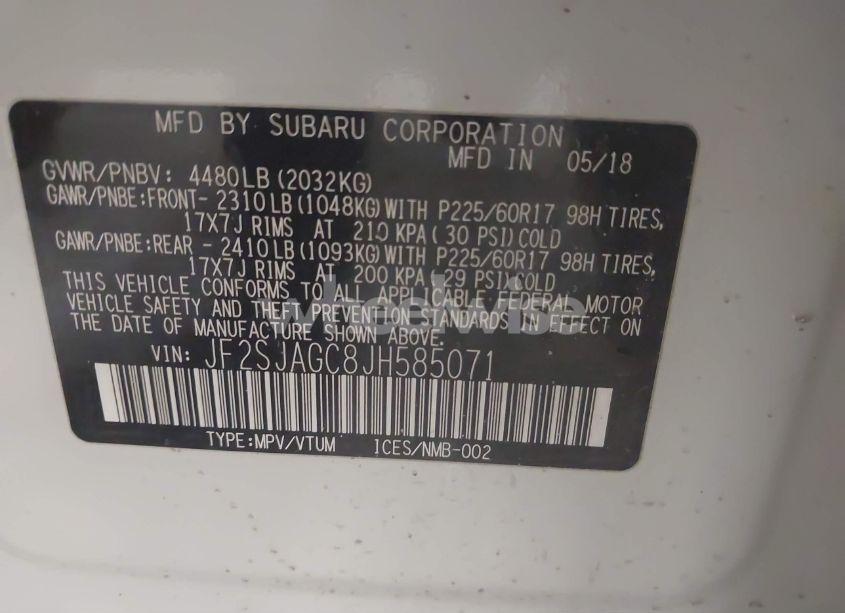 MFD BY SUBARU CORPORATION
MFD IN 05/18
GVWR/PNBV: 4480LB(2032KG)
GAWR/PNBE:FRONT- 2310LB(1048KG)WITH P225/60R17 98H TIRES,
17X7J RIMS AT 210 KPA(30 PSI)COLD
GAWR/PNBE:REAR - 2410LB(1093KG)WITH P225/60R17 98H TIRES,
17X7J RIMS AT 200 KPA(29 PSI)COLD
THIS VEHICLE CONFORMS TO ALL APPLICABLE FEDERAL MOTOR
VEHICLE SAFETY AND THEFT PREVENTION STANDARDS IN EFFECT ON
THE DATE OF MANUFACTURE SHOWN ABOVE.
VIN: JF2SJAGC8JH585071
TYPE:MPV/VTUM ICES/NMB-002